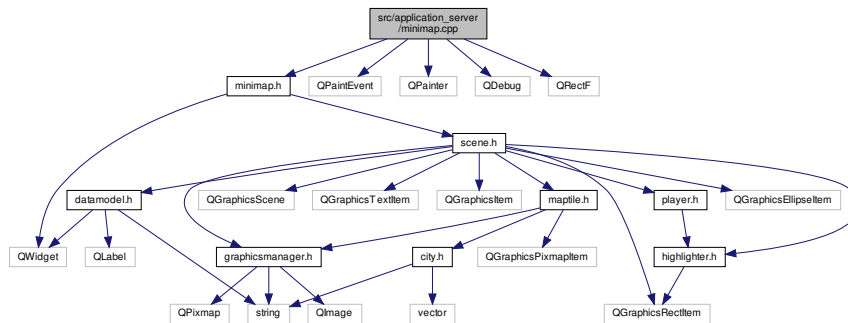 src/application_server
/minimap.cpp
minimap.h
QPaintEvent
QPainter
QDebug
QRectF
scene.h
datamodel.h
QGraphicsScene
QGraphicsTextItem
QGraphicsItem
maptile.h
player.h
QGraphicsEllipseItem
QWidget
QLabel
graphicsmanager.h
city.h
QGraphicsPixmapItem
highlighter.h
QPixmap
string
QImage
vector
QGraphicsRectItem